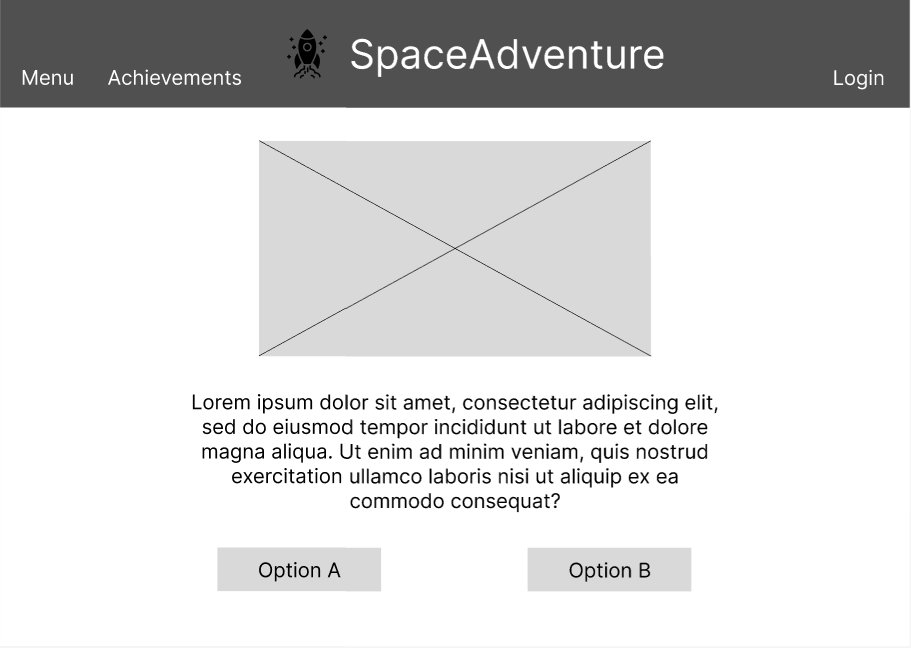 SpaceAdventure
Menu
Achievements
Login
Lorem ipsum dolor sit amet, consectetur adipiscing elit,
sed do eiusmod tempor incididunt ut labore et dolore
magna aliqua. Ut enim ad minim veniam, quis nostrud
exercitation ullamco laboris nisi ut aliquip ex ea
commodo consequat?
Option A
Option B